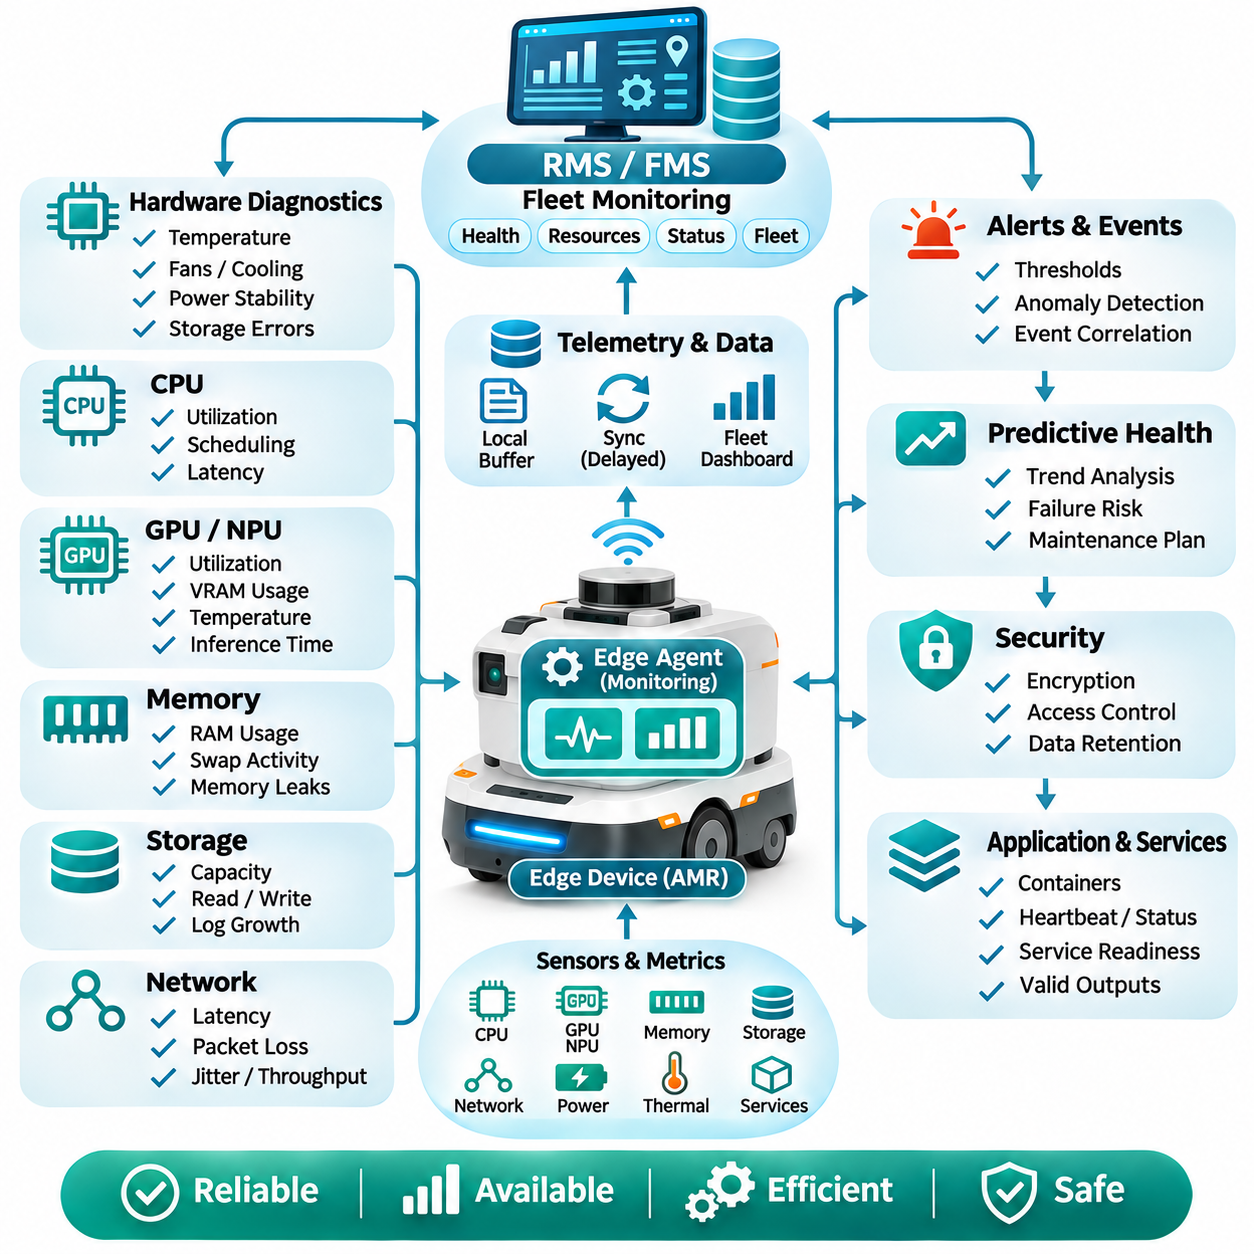 RMS / FMS
Fleet Monitoring
Health
Resources
Status
Fleet
Hardware Diagnostics
Temperature
Fans / Cooling
Power Stability
Storage Errors
CPU
CPU
Utilization
Scheduling
Latency
GPU / NPU
GPU
Utilization
VRAM Usage
Temperature
Inference Time
Memory
RAM Usage
Swap Activity
Memory Leaks
Storage
Capacity
Read / Write
Log Growth
Network
Latency
Packet Loss
Jitter / Throughput
Telemetry & Data
Local
Buffer
Sync
(Delayed)
Fleet
Dashboard
Edge Agent
(Monitoring)
Edge Device (AMR)
Sensors & Metrics
CPU
GPU
GPU
NPU
Memory
Storage
Network
Power
Thermal
Services
Alerts & Events
Thresholds
Anomaly Detection
Event Correlation
Predictive Health
Trend Analysis
Failure Risk
Maintenance Plan
Security
Encryption
Access Control
Data Retention
Application & Services
Containers
Heartbeat / Status
Service Readiness
Valid Outputs
Reliable
Available
Efficient
Safe